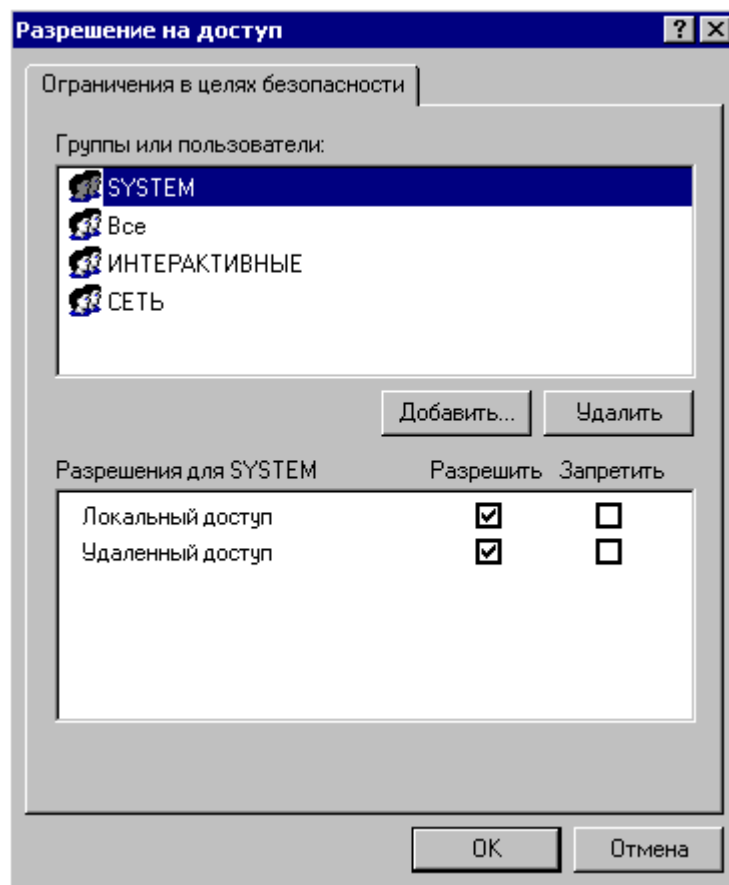 Разрешение на доступ
Ограничения в целях безопасности
Группы или пользователи:
SYSTEM
Все
ИНТЕРАКТИВНЫЕ
СЕТЬ
Добавить... Удалить
Разрешения для SYSTEM Разрешить Запретить
Локальный доступ
Удаленный доступ
OK Отмена